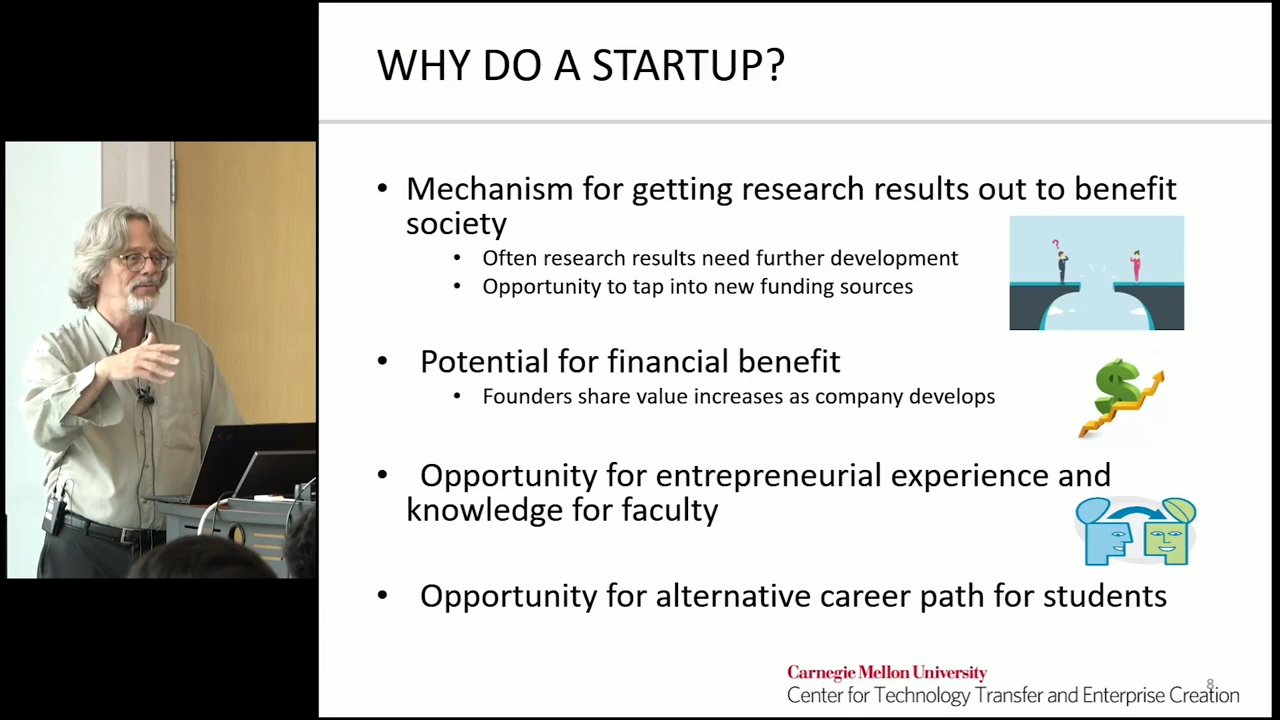 WHY DO A STARTUP?
• Mechanism for getting research results out to benefit
society
• Often research results need further development
• Opportunity to tap into new funding sources
• Potential for financial benefit
• Founders share value increases as company develops
• Opportunity for entrepreneurial experience and
knowledge for faculty
• Opportunity for alternative career path for students
Carnegie Mellon University
Center for Technology Transfer and Enterprise Creation
8